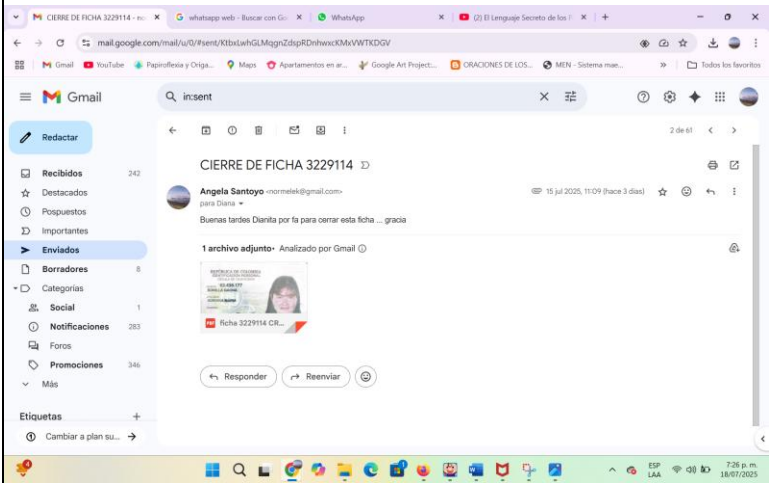 CIERRE DE FICHA 3229114 - no
whatsapp web - Buscar con Go
WhatsApp
(2) El Lenguaje Secreto de los
mail.google.com/mail/u/0/#sent/KtbxLwhGLMqgnZdspRDnhwxcKMxVWTKDGV
Gmail
YouTube
Papiroflexia y Origa...
Maps
Apartamentos en ar...
Google Art Project:...
ORACIONES DE LOS...
MEN - Sistema mae...
Todos los favoritos
Gmail
in:sent
Redactar
2 de 61
Recibidos 242
Destacados
Pospuestos
Importantes
Enviados
Borradores 8
Categorías
Social 1
Notificaciones 283
Foros
Promociones 346
Más
Etiquetas
Cambiar a plan su...
CIERRE DE FICHA 3229114
Angela Santoyo <normelek@gmail.com>
15 jul 2025, 11:09 (hace 3 días)
para Diana
Buenas tardes Dianita por fa para cerrar esta ficha ... gracia
1 archivo adjunto • Analizado por Gmail
REPÚBLICA DE COLOMBIA
PDF
ficha 3229114 CR...
Responder
Reenviar
ESP
LAA
7:26 p. m.
18/07/2025